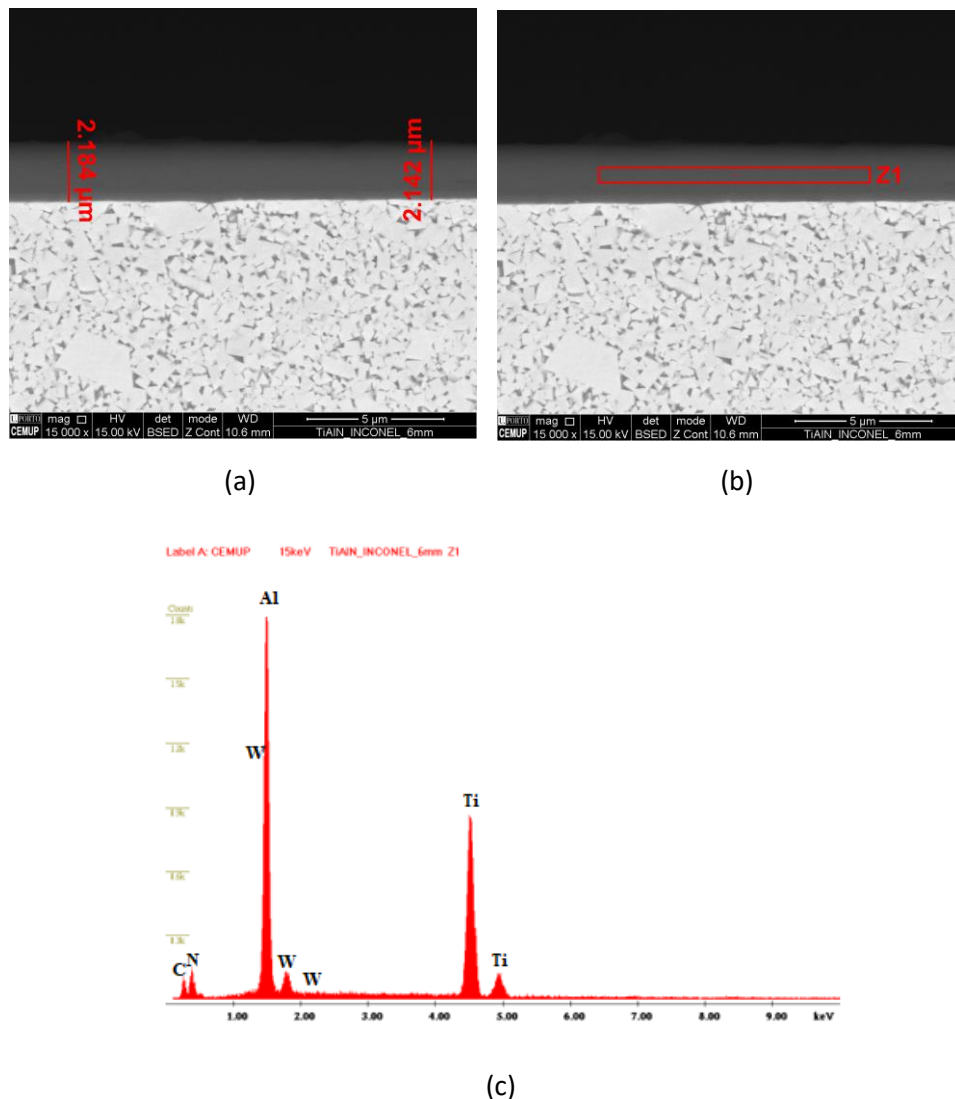 2.184 µm
2.142 µm
Z1
U.PORTO mag HV det mode WD 5 µm
CEMUP 15 000 x 15.00 kV BSED Z Cont 10.6 mm TiAlN_INCONEL_6mm
U.PORTO mag HV det mode WD 5 µm
CEMUP 15 000 x 15.00 kV BSED Z Cont 10.6 mm TiAlN_INCONEL_6mm
(a)
(b)
Label A: CEMUP 15keV TiAlN_INCONEL_6mm Z1
Al
Counts
W
Ti
C
N
W
W
Ti
1.00 2.00 3.00 4.00 5.00 6.00 7.00 8.00 9.00 keV
(c)